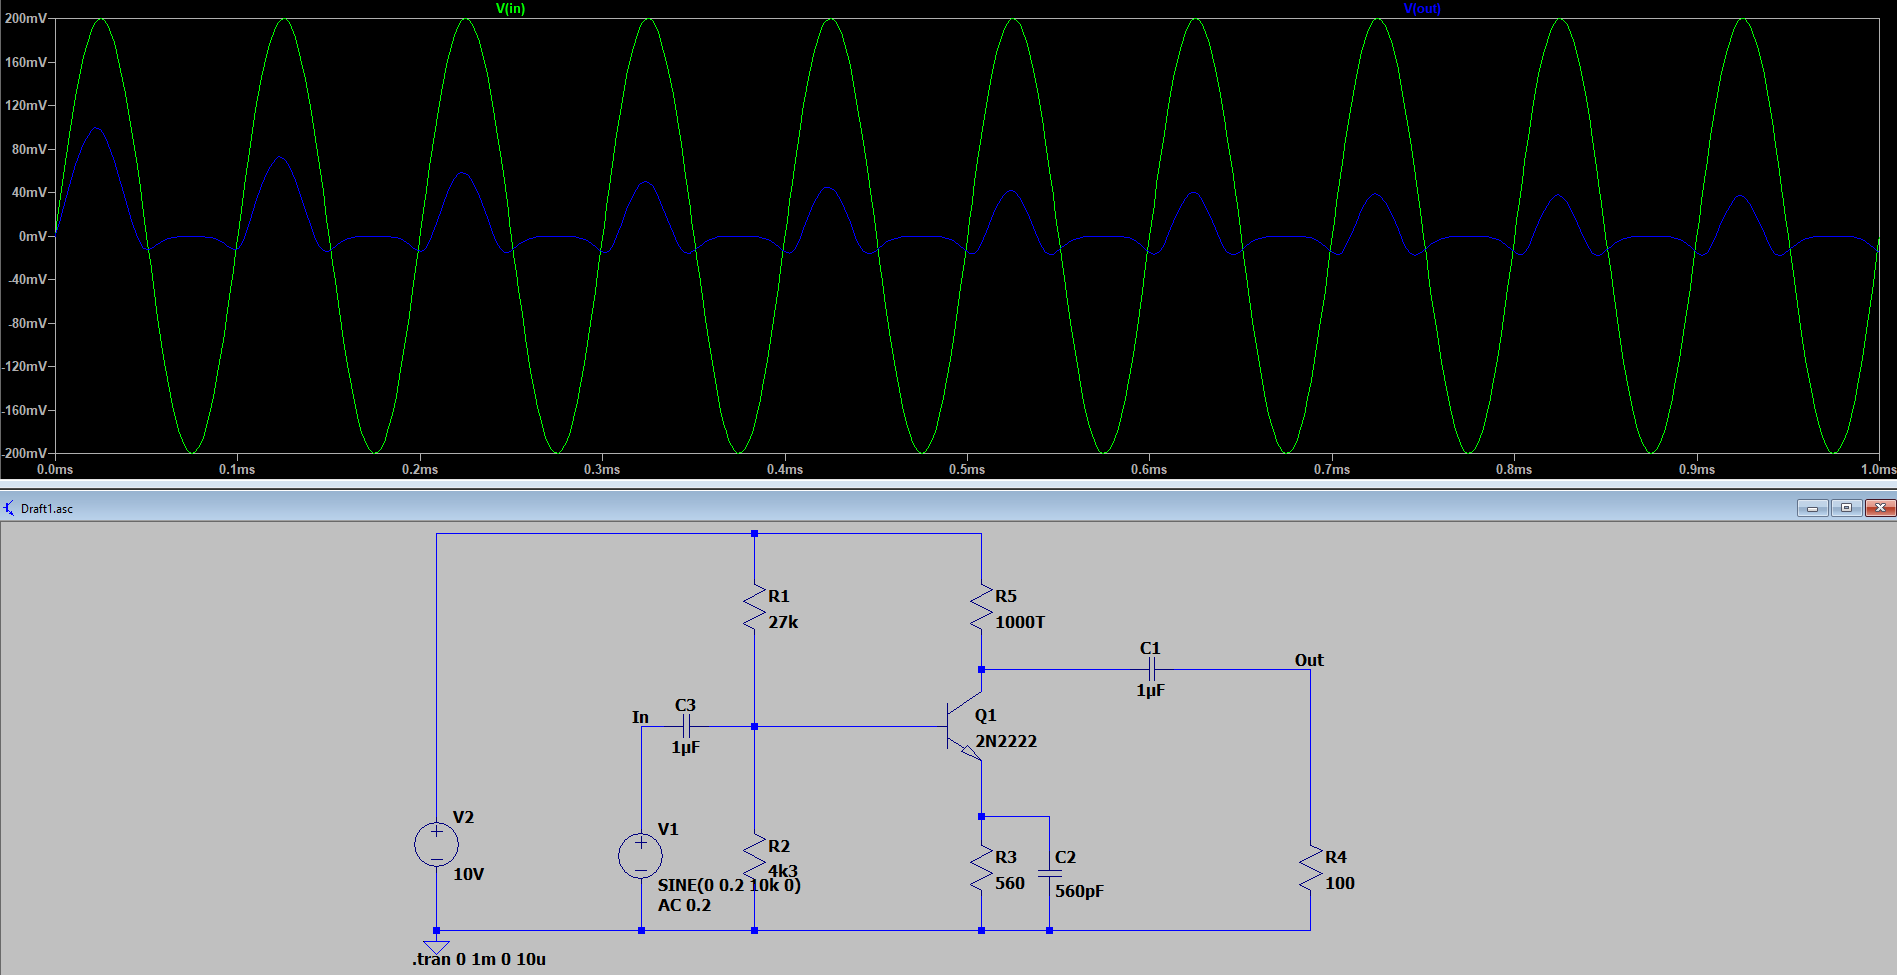 V(in) V(out)
200mV
160mV
120mV
80mV
40mV
0mV
-40mV
-80mV
-120mV
-160mV
-200mV
0.0ms 0.1ms 0.2ms 0.3ms 0.4ms 0.5ms 0.6ms 0.7ms 0.8ms 0.9ms 1.0ms
Draft1.asc
R1
27k
R5
1000T
C1
1µF
Out
C3
1µF
In
Q1
2N2222
V2
10V
V1
SINE(0 0.2 10k 0)
AC 0.2
R2
4k3
R3
560
C2
560pF
R4
100
.tran 0 1m 0 10u